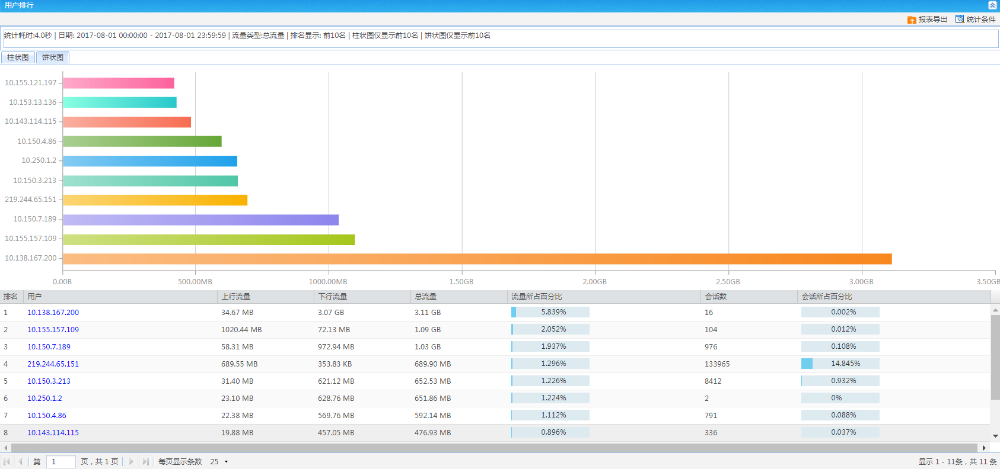 用户排行
报表导出 统计条件
统计耗时:4.0秒 | 日期: 2017-08-01 00:00:00 - 2017-08-01 23:59:59 | 流量类型:总流量 | 排名显示: 前10名 | 柱状图仅显示前10名 | 饼状图仅显示前10名
柱状图 饼状图
10.155.121.197
10.153.13.136
10.143.114.115
10.150.4.86
10.250.1.2
10.150.3.213
219.244.65.151
10.150.7.189
10.155.157.109
10.138.167.200
0.00B 500.00MB 1000.00MB 1.50GB 2.00GB 2.50GB 3.00GB 3.50GB
排名 用户 上行流量 下行流量 总流量 流量所占百分比 会话数 会话所占百分比
1 10.138.167.200 34.67 MB 3.07 GB 3.11 GB 5.839% 16 0.002%
2 10.155.157.109 1020.44 MB 72.13 MB 1.09 GB 2.052% 104 0.012%
3 10.150.7.189 58.31 MB 972.94 MB 1.03 GB 1.937% 976 0.108%
4 219.244.65.151 689.55 MB 353.83 KB 689.90 MB 1.296% 133965 14.845%
5 10.150.3.213 31.40 MB 621.12 MB 652.53 MB 1.226% 8412 0.932%
6 10.250.1.2 23.10 MB 628.76 MB 651.86 MB 1.224% 2 0%
7 10.150.4.86 22.38 MB 569.76 MB 592.14 MB 1.112% 791 0.088%
8 10.143.114.115 19.88 MB 457.05 MB 476.93 MB 0.896% 336 0.037%
第 1 页，共 1 页 每页显示条数 25 显示 1 - 11条，共 11 条